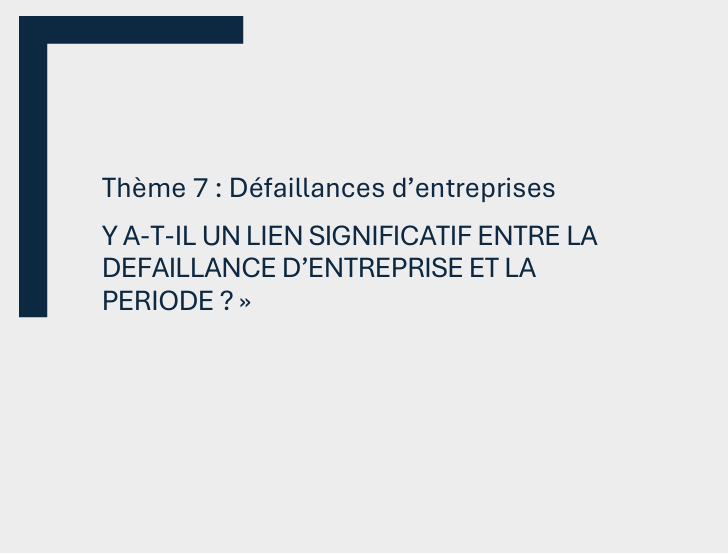 Thème 7 : Défaillances d’entreprises
Y A-T-IL UN LIEN SIGNIFICATIF ENTRE LA
DEFAILLANCE D’ENTREPRISE ET LA
PERIODE ? »